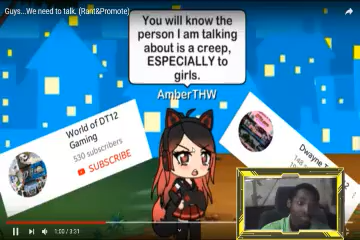 Guys...We need to talk. (Rant&Promote)
You will know the
person I am talking
about is a creep,
ESPECIALLY to
girls.
AmberTHW
World of DT12
Gaming
530 subscribers
SUBSCRIBE
Dwayne
1:00 / 3:31